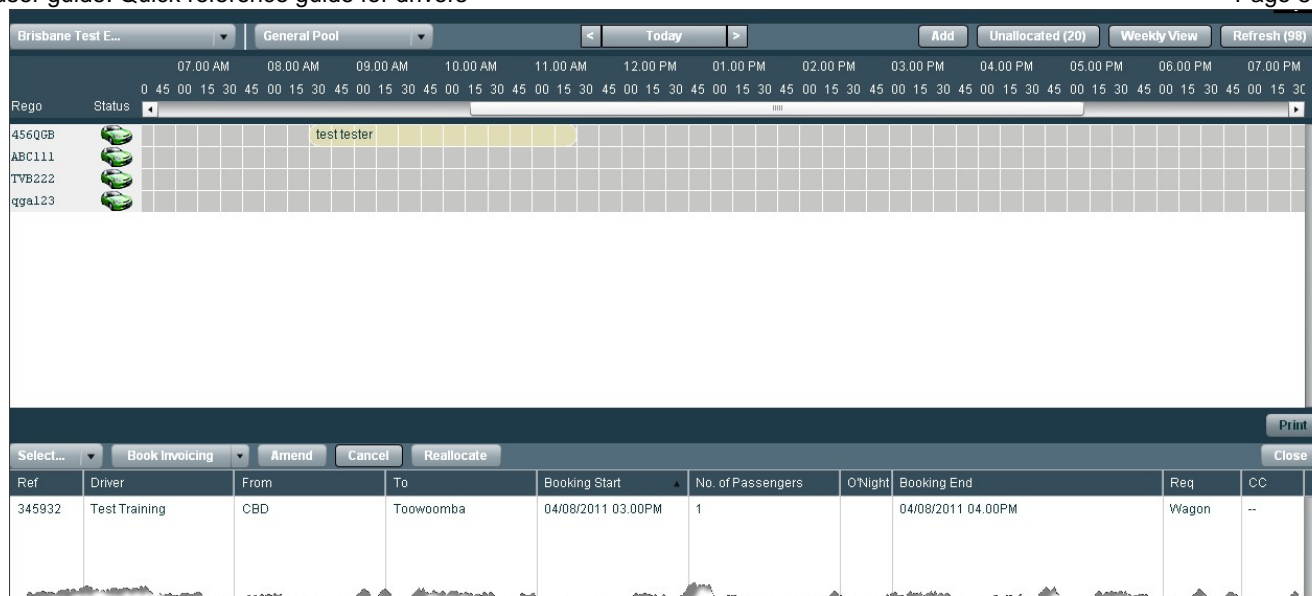 user guide: Quick reference guide for drivers
Brisbane Test E... General Pool < Today > Add Unallocated (20) Weekly View Refresh (98)
07.00 AM 08.00 AM 09.00 AM 10.00 AM 11.00 AM 12.00 PM 01.00 PM 02.00 PM 03.00 PM 04.00 PM 05.00 PM 06.00 PM 07.00 PM
0 45 00 15 30 45 00 15 30 45 00 15 30 45 00 15 30 45 00 15 30 45 00 15 30 45 00 15 30 45 00 15 30 45 00 15 30 45 00 15 30 45 00 15 30 45 00 15 30 45 00 15 30
Rego Status
456QGB test tester
ABC111
TVB222
qga123
Print
Select... Book Invoicing Amend Cancel Reallocate Close
Ref Driver From To Booking Start No. of Passengers O'Night Booking End Req CC
345932 Test Training CBD Toowoomba 04/08/2011 03.00PM 1 04/08/2011 04.00PM Wagon --